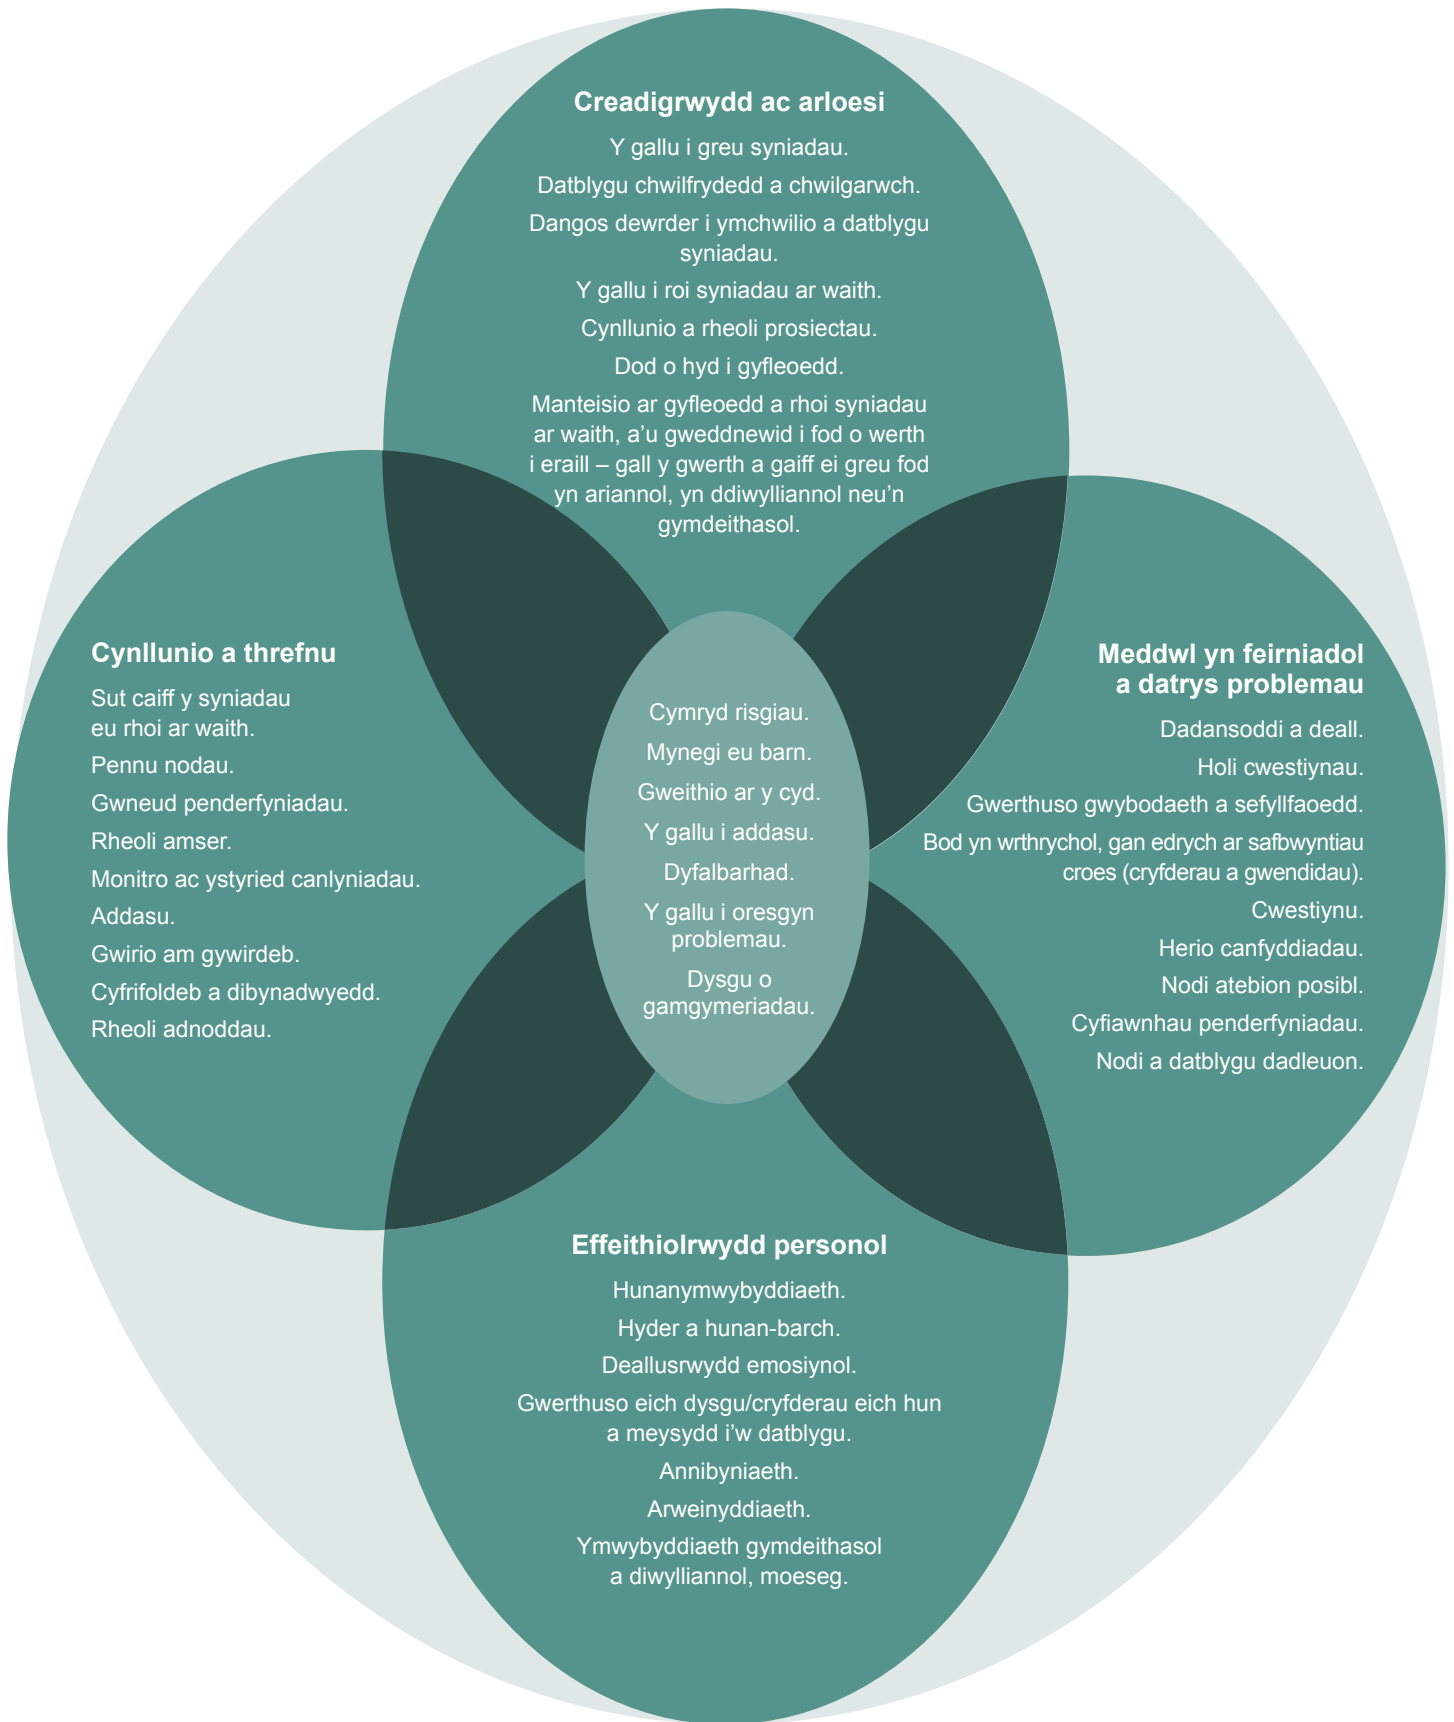 Creadigrwydd ac arloesi
Y gallu i greu syniadau.
Datblygu chwilfrydedd a chwilgarwch.
Dangos dewrder i ymchwilio a datblygu
syniadau.
Y gallu i roi syniadau ar waith.
Cynllunio a rheoli prosiectau.
Dod o hyd i gyfleoedd.
Manteisio ar gyfleoedd a rhoi syniadau
ar waith, a’u gweddnewid i fod o werth
i eraill – gall y gwerth a gaiff ei greu fod
yn ariannol, yn ddiwylliannol neu’n
gymdeithasol.
Cynllunio a threfnu
Sut caiff y syniadau
eu rhoi ar waith.
Pennu nodau.
Gwneud penderfyniadau.
Rheoli amser.
Monitro ac ystyried canlyniadau.
Addasu.
Gwirio am gywirdeb.
Cyfrifoldeb a dibynadwyedd.
Rheoli adnoddau.
Cymryd risgiau.
Mynegi eu barn.
Gweithio ar y cyd.
Y gallu i addasu.
Dyfalbarhad.
Y gallu i oresgyn
problemau.
Dysgu o
gamgymeriadau.
Meddwl yn feirniadol
a datrys problemau
Dadansoddi a deall.
Holi cwestiynau.
Gwerthuso gwybodaeth a sefyllfaoedd.
Bod yn wrthrychol, gan edrych ar safbwyntiau
croes (cryfderau a gwendidau).
Cwestiynu.
Herio canfyddiadau.
Nodi atebion posibl.
Cyfiawnhau penderfyniadau.
Nodi a datblygu dadleuon.
Effeithiolrwydd personol
Hunanymwybyddiaeth.
Hyder a hunan-barch.
Deallusrwydd emosiynol.
Gwerthuso eich dysgu/cryfderau eich hun
a meysydd i’w datblygu.
Annibyniaeth.
Arweinyddiaeth.
Ymwybyddiaeth gymdeithasol
a diwylliannol, moeseg.